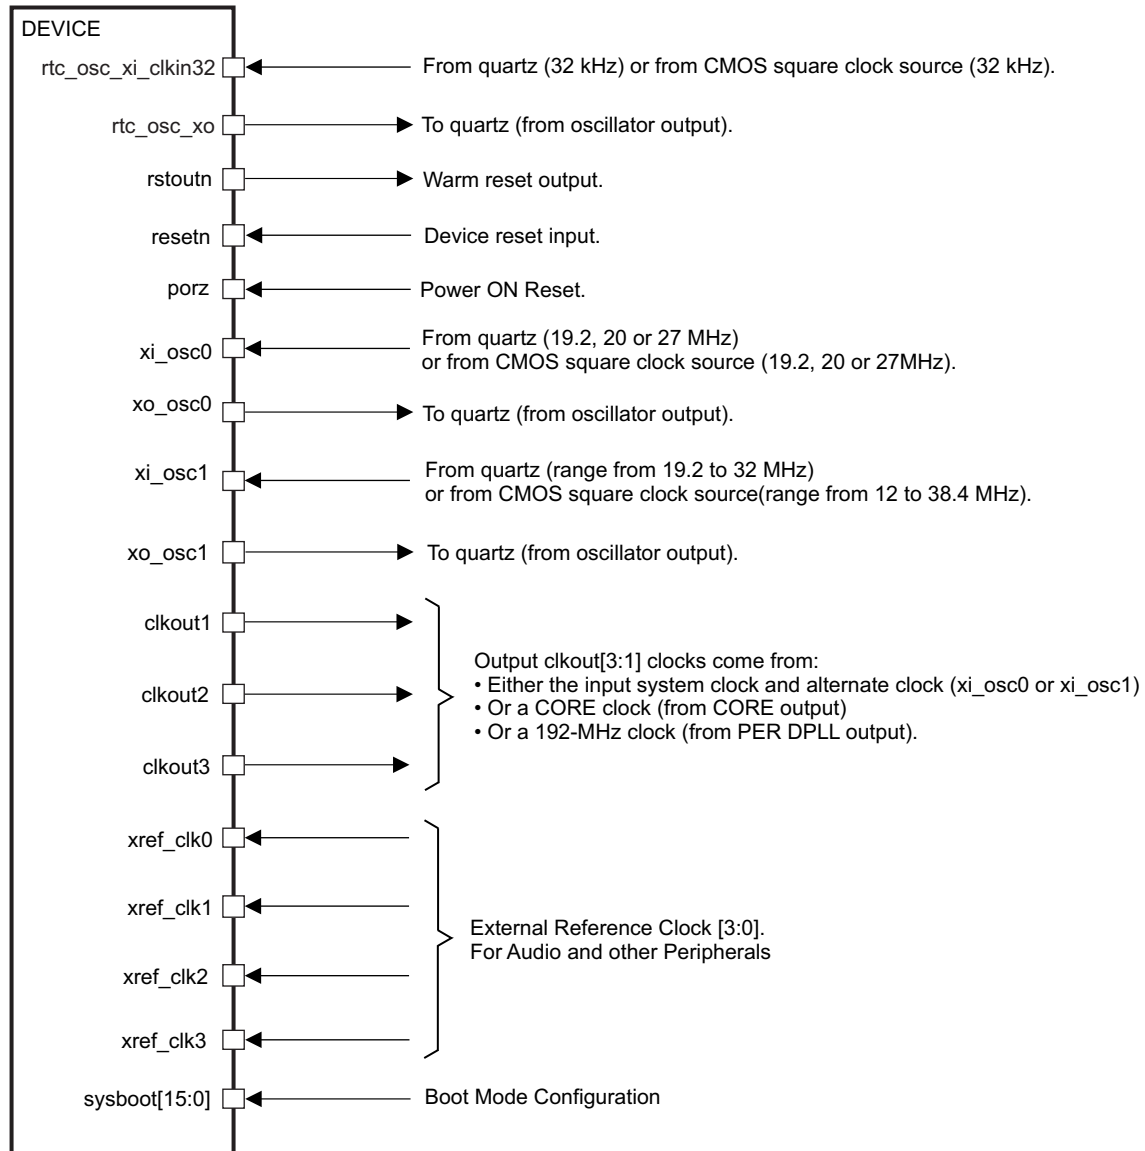 DEVICE
rtc_osc_xi_clkin32
From quartz (32 kHz) or from CMOS square clock source (32 kHz).
rtc_osc_xo
To quartz (from oscillator output).
rstoutn
Warm reset output.
resetn
Device reset input.
porz
Power ON Reset.
xi_osc0
From quartz (19.2, 20 or 27 MHz)
or from CMOS square clock source (19.2, 20 or 27MHz).
xo_osc0
To quartz (from oscillator output).
xi_osc1
From quartz (range from 19.2 to 32 MHz)
or from CMOS square clock source(range from 12 to 38.4 MHz).
xo_osc1
To quartz (from oscillator output).
clkout1
clkout2
clkout3
Output clkout[3:1] clocks come from:
• Either the input system clock and alternate clock (xi_osc0 or xi_osc1)
• Or a CORE clock (from CORE output)
• Or a 192-MHz clock (from PER DPLL output).
xref_clk0
xref_clk1
xref_clk2
xref_clk3
External Reference Clock [3:0].
For Audio and other Peripherals
sysboot[15:0]
Boot Mode Configuration